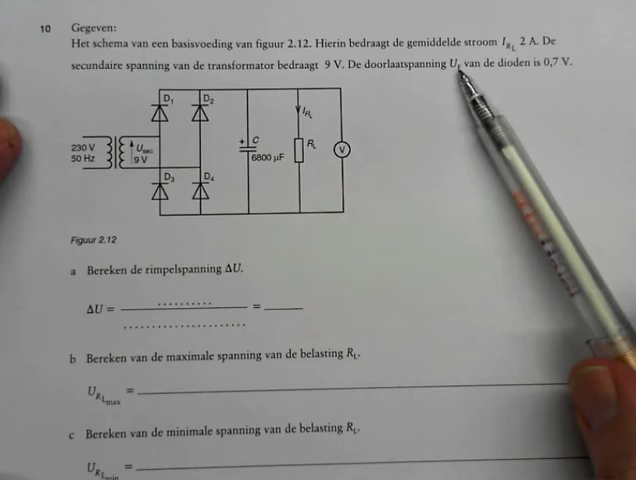 10 Gegeven:
Het schema van een basisvoeding van figuur 2.12. Hierin bedraagt de gemiddelde stroom I_RL 2 A. De
secundaire spanning van de transformator bedraagt 9 V. De doorlaatspanning U van de dioden is 0,7 V.
D1 D2
I_RL
230 V U_sec + C R_L V
50 Hz 9 V 6800 µF
D3 D4
Figuur 2.12
a Bereken de rimpelspanning ΔU.
ΔU = .......... = 
......................
b Bereken van de maximale spanning van de belasting R_L.
U_RLmax =
c Bereken van de minimale spanning van de belasting R_L.
U_RLmin =